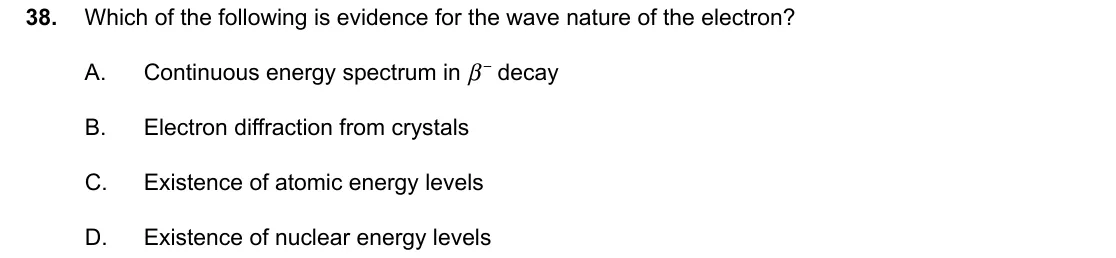 38. Which of the following is evidence for the wave nature of the electron?
A. Continuous energy spectrum in β⁻ decay
B. Electron diffraction from crystals
C. Existence of atomic energy levels
D. Existence of nuclear energy levels